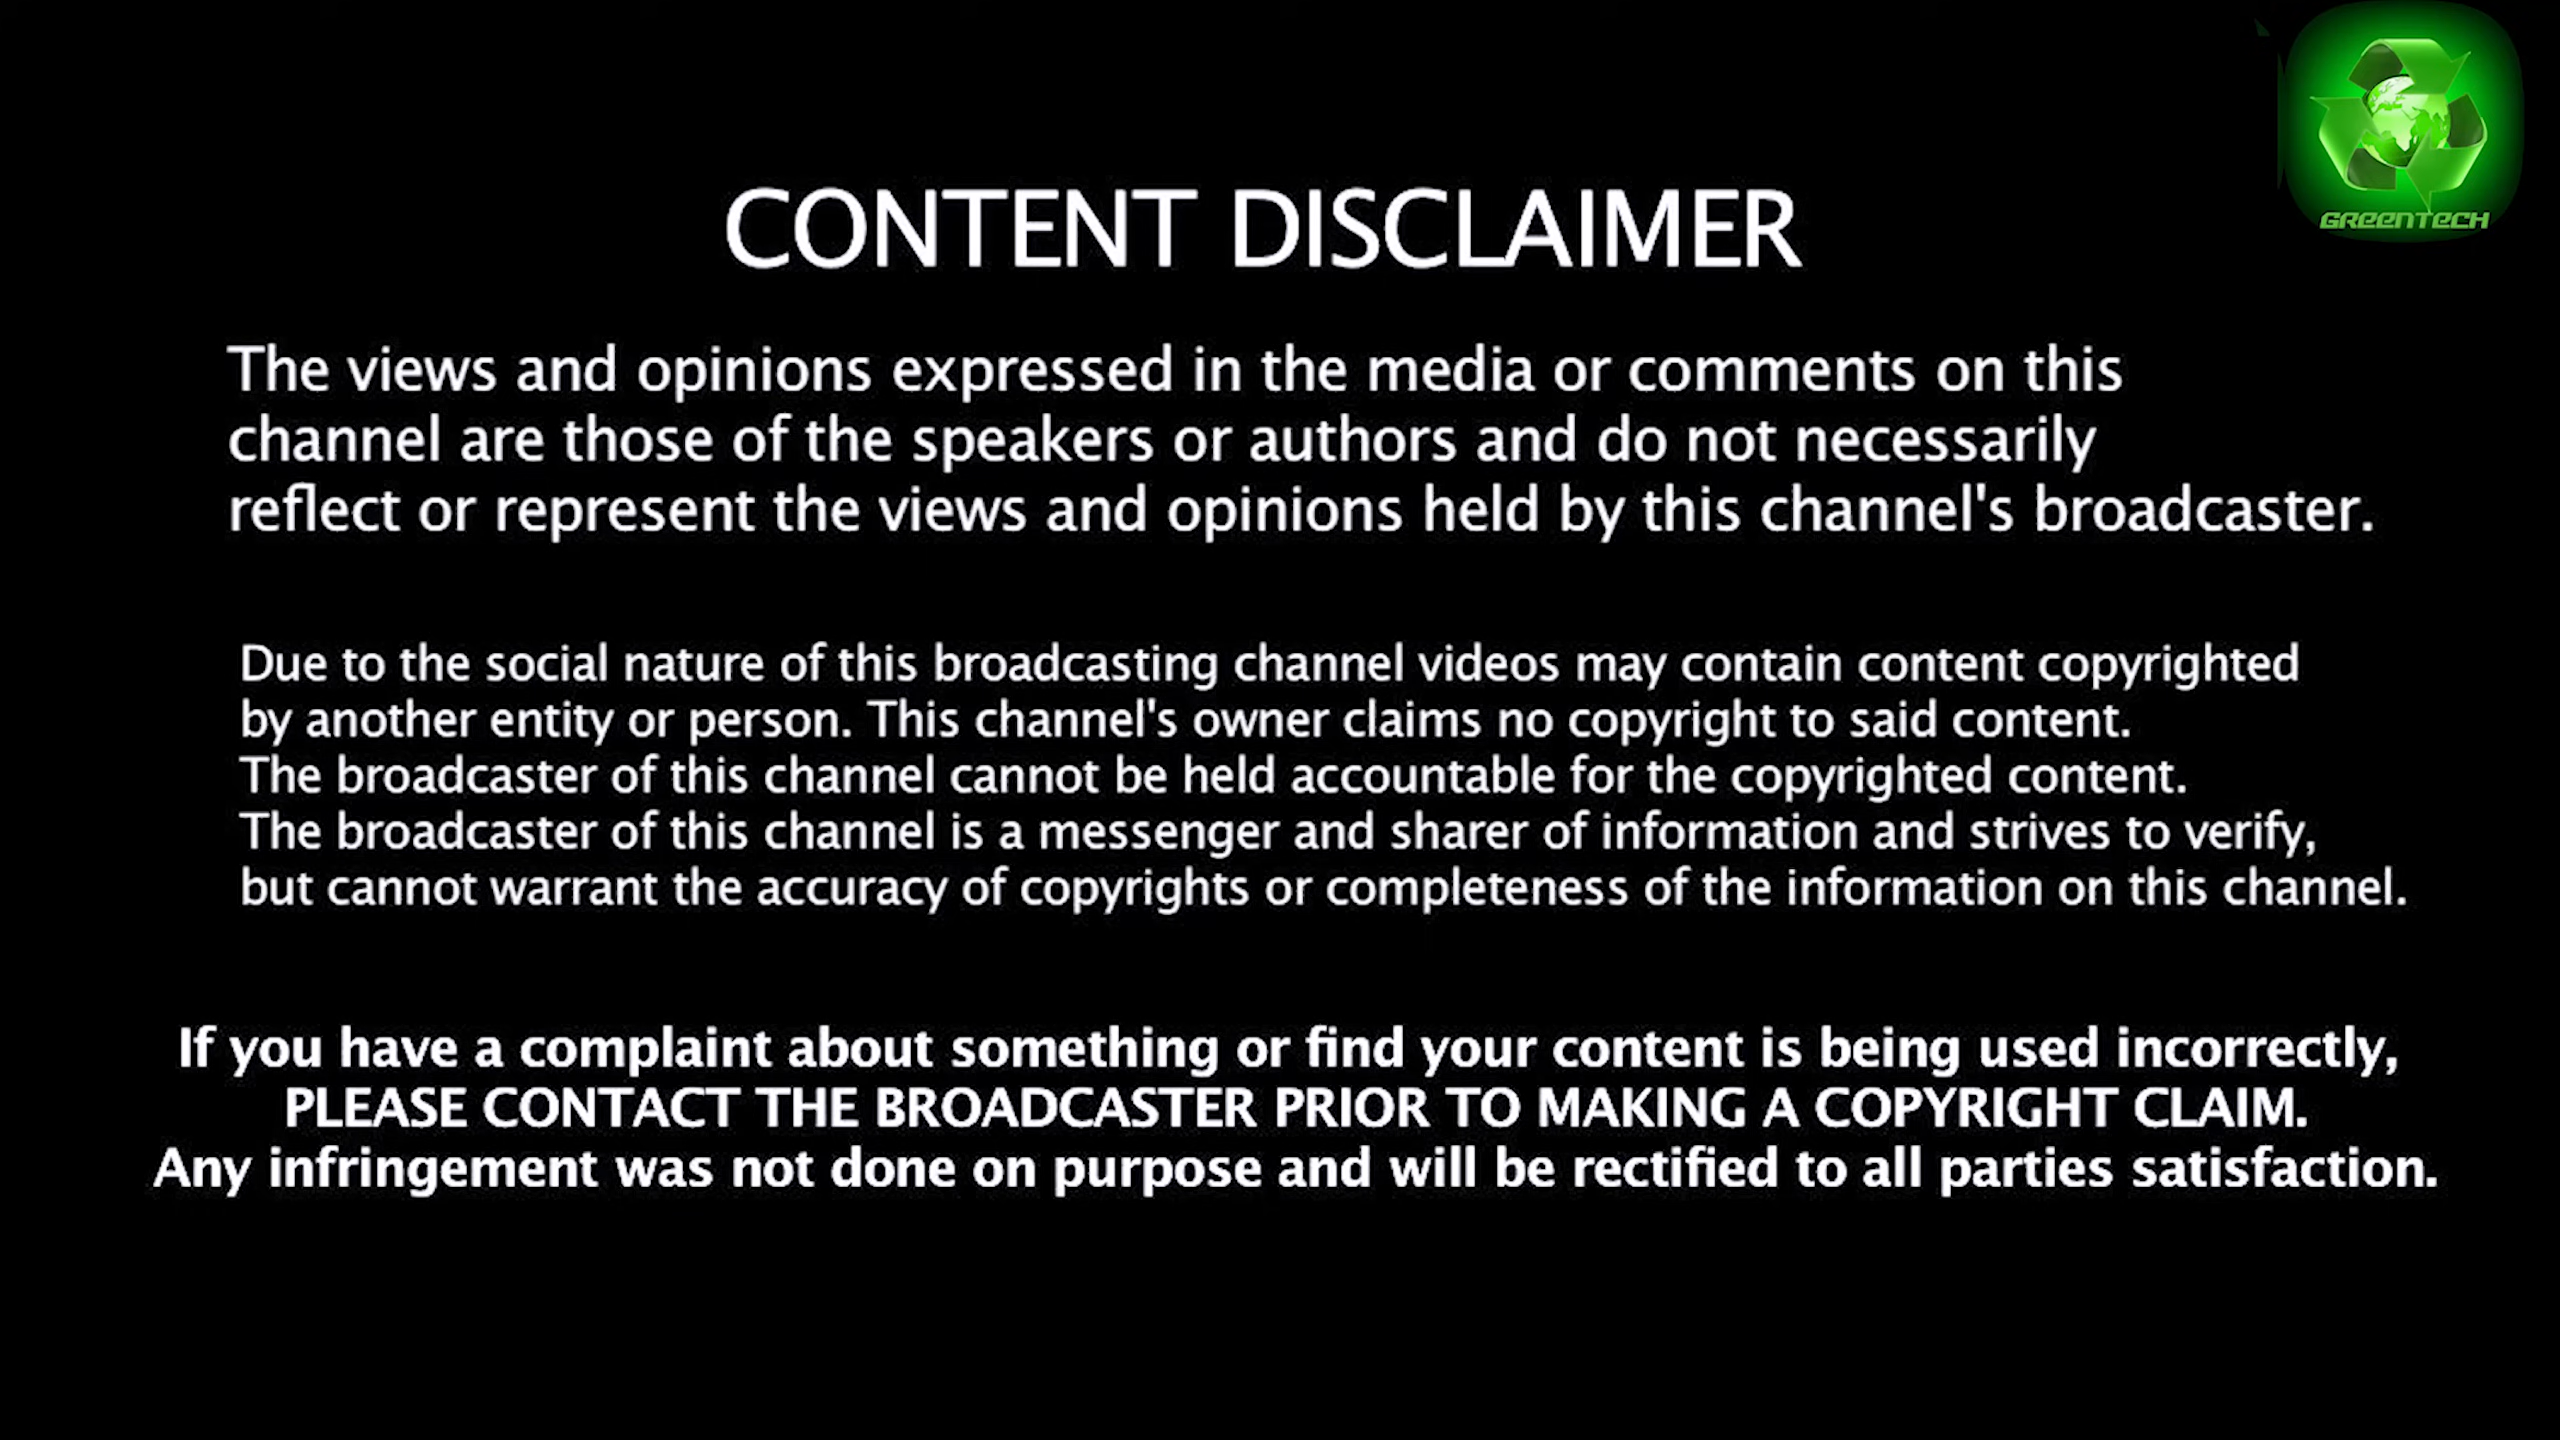 GREENTECH
CONTENT DISCLAIMER
The views and opinions expressed in the media or comments on this
channel are those of the speakers or authors and do not necessarily
reflect or represent the views and opinions held by this channel's broadcaster.
Due to the social nature of this broadcasting channel videos may contain content copyrighted
by another entity or person. This channel's owner claims no copyright to said content.
The broadcaster of this channel cannot be held accountable for the copyrighted content.
The broadcaster of this channel is a messenger and sharer of information and strives to verify,
but cannot warrant the accuracy of copyrights or completeness of the information on this channel.
If you have a complaint about something or find your content is being used incorrectly,
PLEASE CONTACT THE BROADCASTER PRIOR TO MAKING A COPYRIGHT CLAIM.
Any infringement was not done on purpose and will be rectified to all parties satisfaction.